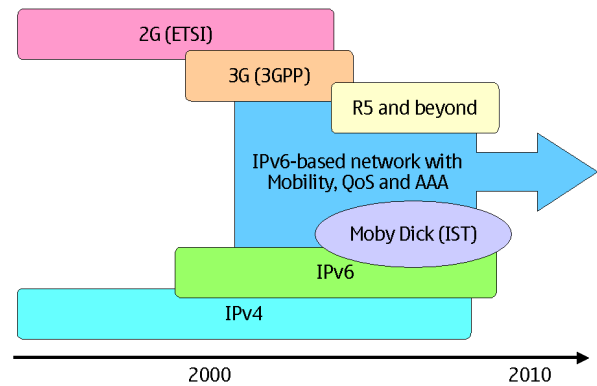 2G (ETSI)
3G (3GPP)
R5 and beyond
IPv6-based network with
Mobility, QoS and AAA
Moby Dick (IST)
IPv6
IPv4
2000
2010